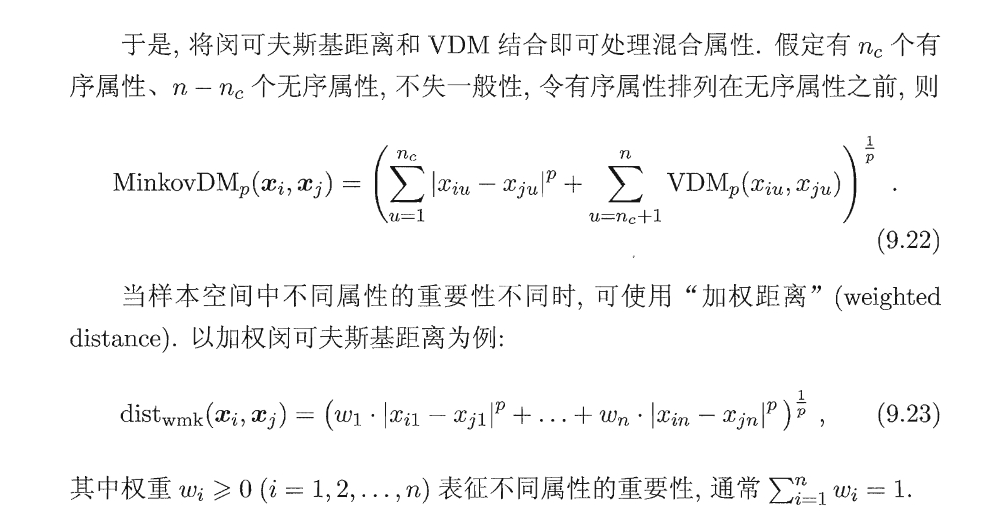 于是, 将闵可夫斯基距离和 VDM 结合即可处理混合属性. 假定有 $n_c$ 个有
序属性、$n - n_c$ 个无序属性, 不失一般性, 令有序属性排列在无序属性之前, 则
$\mathrm{MinkovDM}_p(\boldsymbol{x}_i, \boldsymbol{x}_j) = \left( \sum_{u=1}^{n_c} |x_{iu} - x_{ju}|^p + \sum_{u=n_c+1}^{n} \mathrm{VDM}_p(x_{iu}, x_{ju}) \right)^{\frac{1}{p}} .$
(9.22)
当样本空间中不同属性的重要性不同时, 可使用 “加权距离” (weighted
distance). 以加权闵可夫斯基距离为例:
$\mathrm{dist}_{\mathrm{wmk}}(\boldsymbol{x}_i, \boldsymbol{x}_j) = \left( w_1 \cdot |x_{i1} - x_{j1}|^p + \ldots + w_n \cdot |x_{in} - x_{jn}|^p \right)^{\frac{1}{p}} ,$ (9.23)
其中权重 $w_i \geqslant 0$ $(i = 1, 2, \ldots, n)$ 表征不同属性的重要性, 通常 $\sum_{i=1}^{n} w_i = 1$.